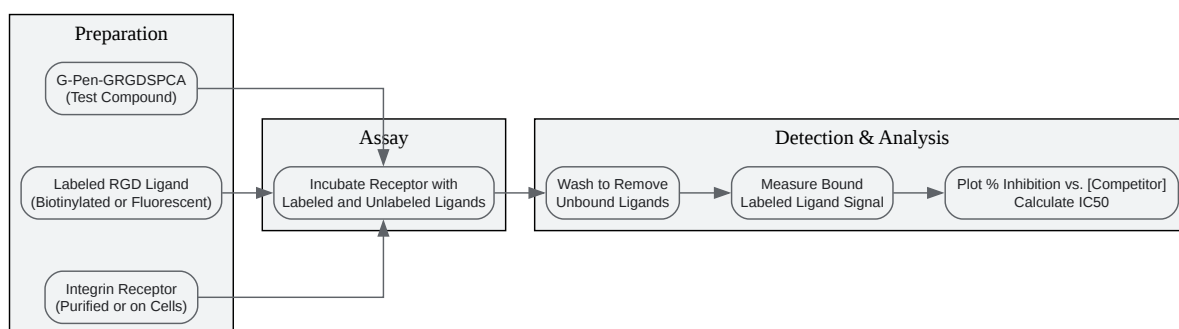 Preparation
G-Pen-GRGDSPCA
(Test Compound)
Labeled RGD Ligand
(Biotinylated or Fluorescent)
Integrin Receptor
(Purified or on Cells)
Assay
Incubate Receptor with
Labeled and Unlabeled Ligands
Detection & Analysis
Wash to Remove
Unbound Ligands
Measure Bound
Labeled Ligand Signal
Plot % Inhibition vs. [Competitor]
Calculate IC50